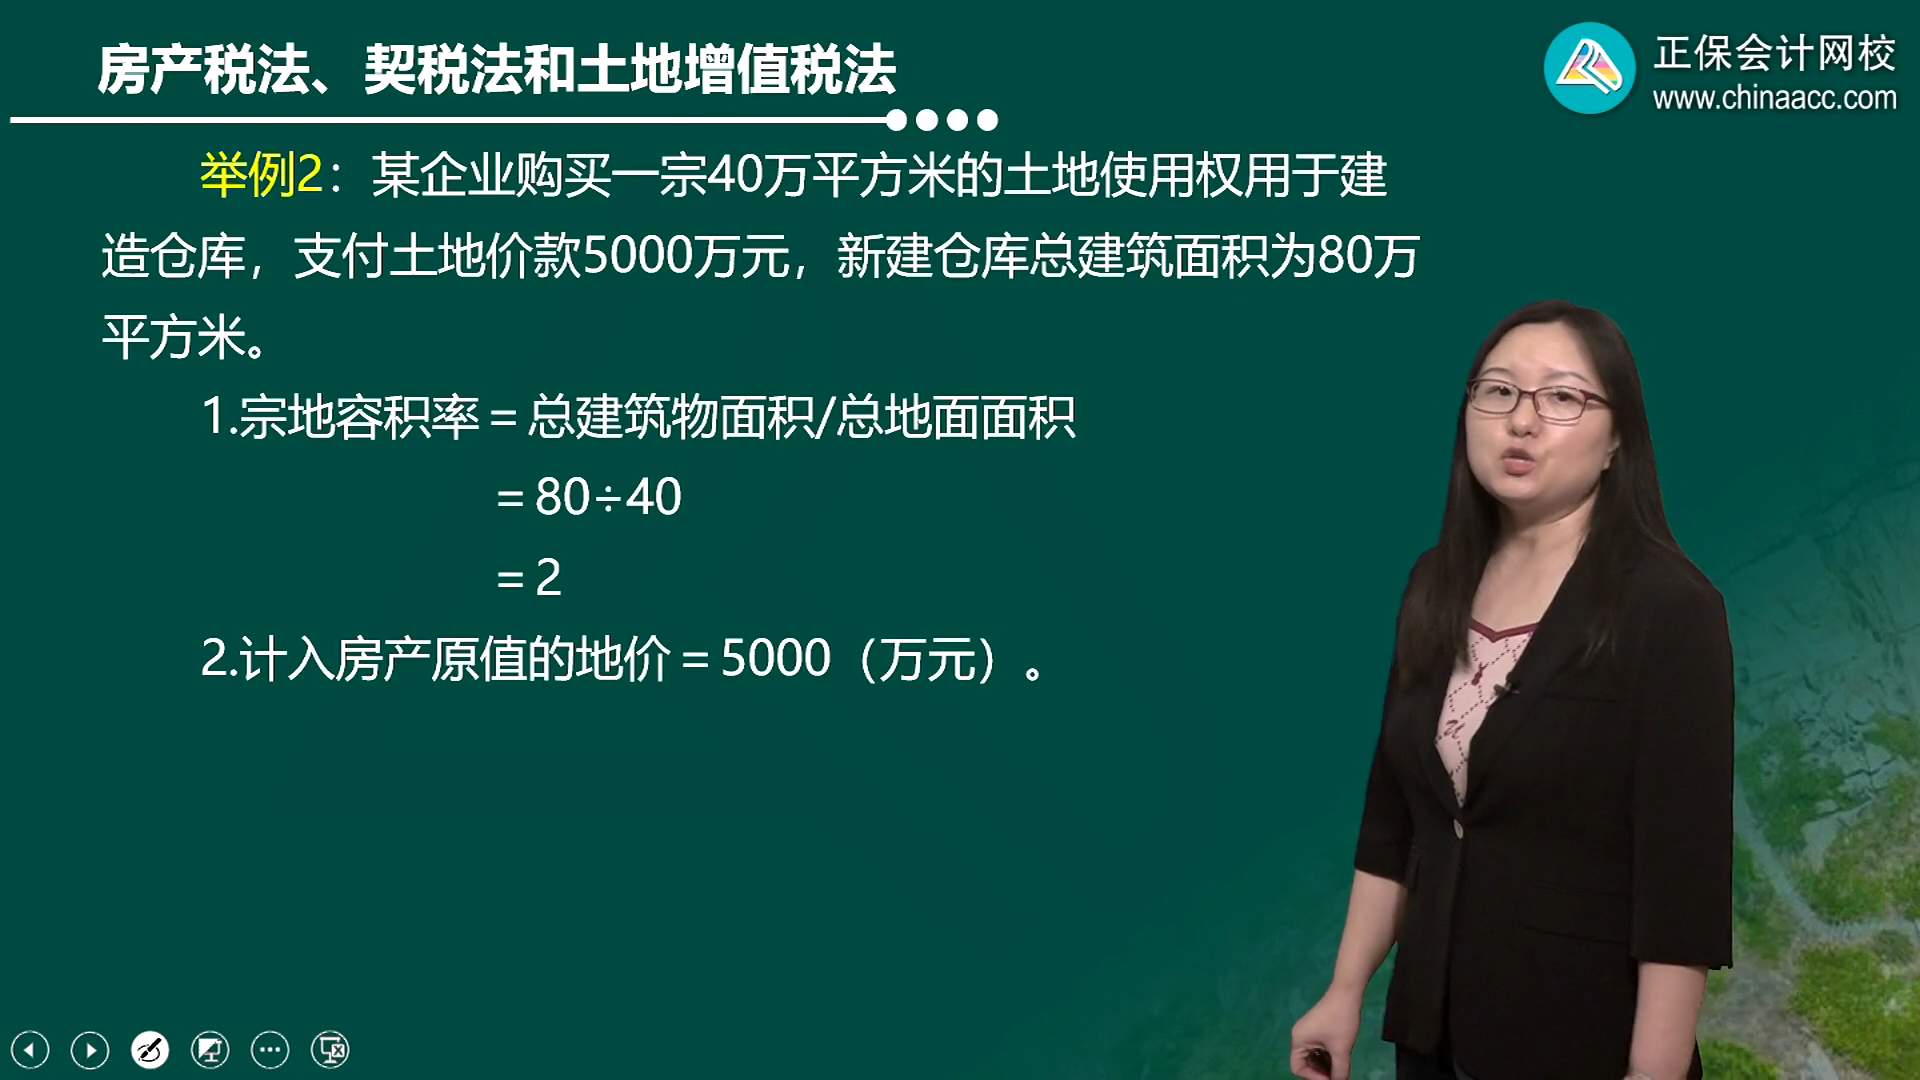 房产税法、契税法和土地增值税法
正保会计网校
www.chinaacc.com
举例2：某企业购买一宗40万平方米的土地使用权用于建
造仓库，支付土地价款5000万元，新建仓库总建筑面积为80万
平方米。
1.宗地容积率＝总建筑物面积/总地面面积
＝80÷40
＝2
2.计入房产原值的地价＝5000（万元）。